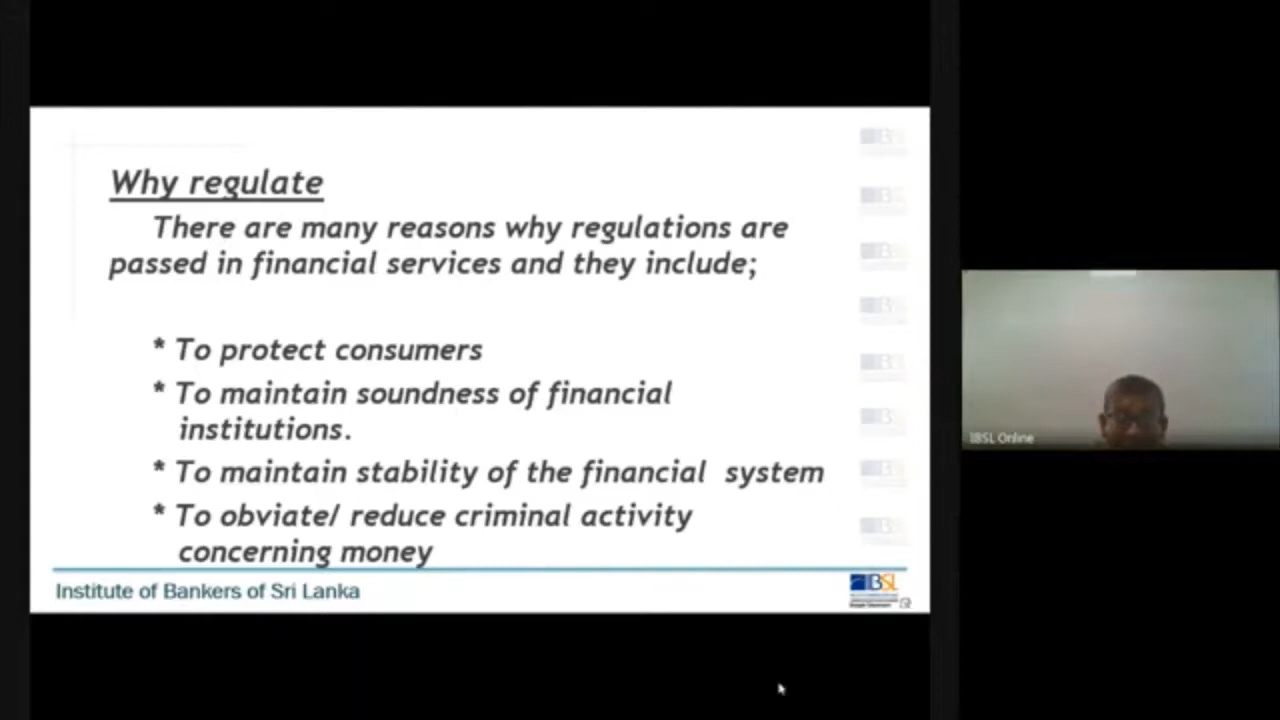 Why regulate
There are many reasons why regulations are
passed in financial services and they include;
* To protect consumers
* To maintain soundness of financial
institutions.
* To maintain stability of the financial system
* To obviate/ reduce criminal activity
concerning money
Institute of Bankers of Sri Lanka
IBSL
IBSL Online